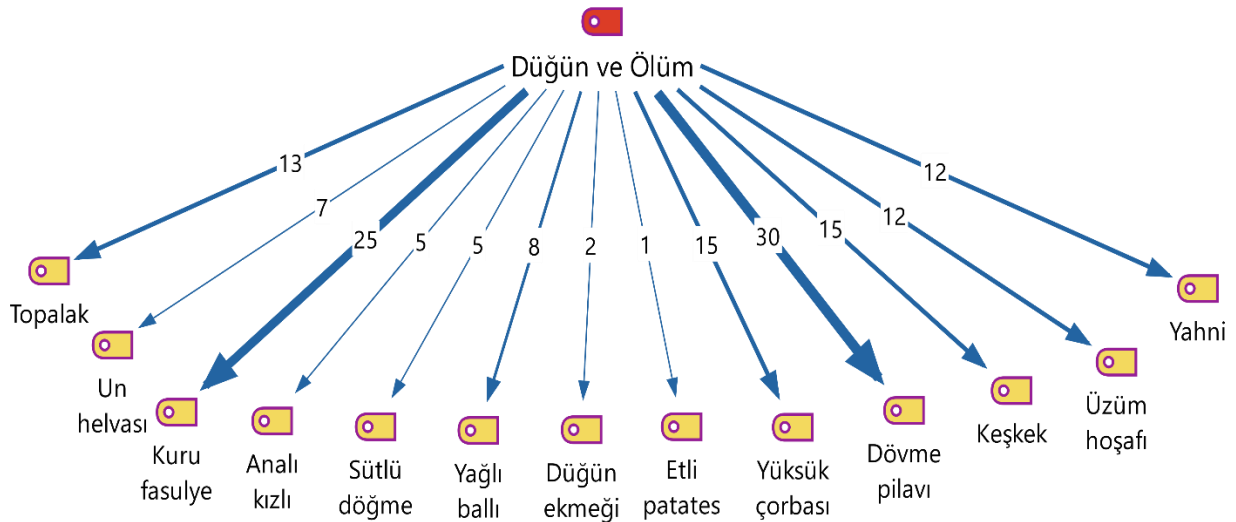 Düğün ve Ölüm
13
7
25
5
5
8
2
1
15
30
15
12
12
Topalak
Un
helvası
Kuru
fasulye
Analı
kızlı
Sütlü
döğme
Yağlı
ballı
Düğün
ekmeği
Etli
patates
Yüksük
çorbası
Dövme
pilavı
Keşkek
Üzüm
hoşafı
Yahni